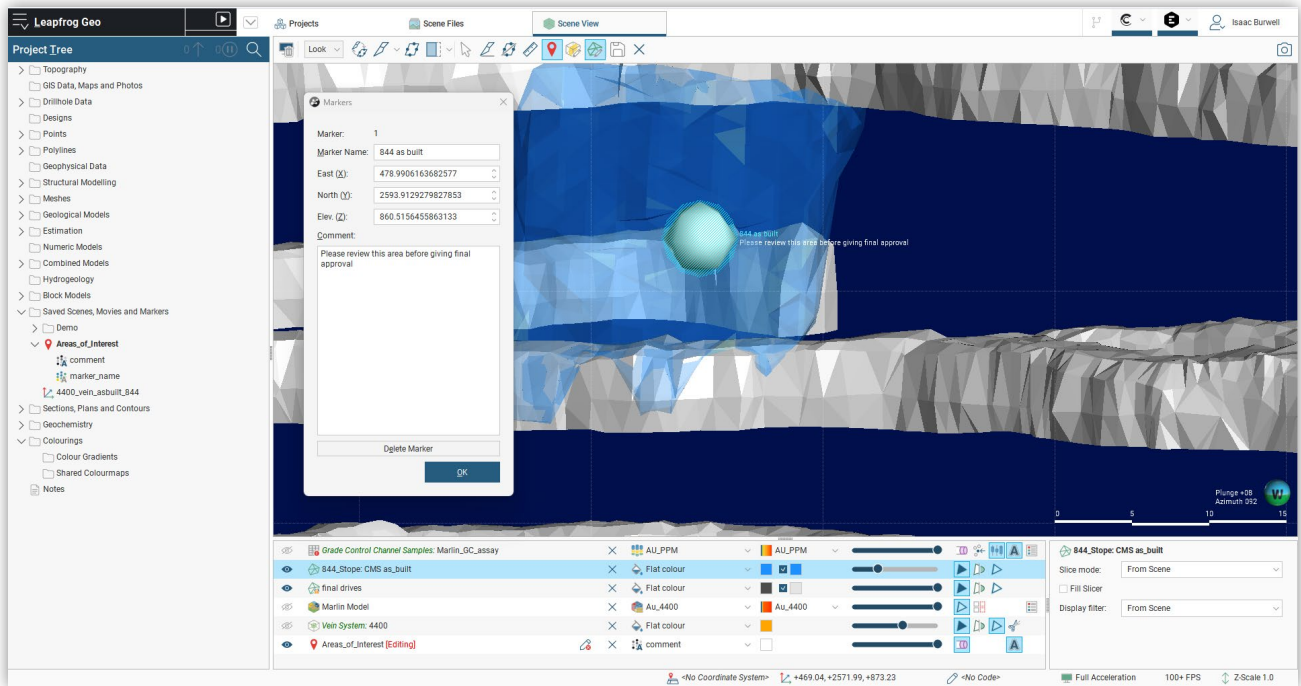 Leapfrog Geo
Projects
Scene Files
Scene View
Isaac Burwell
Project Tree
0
0
Look
Topography
GIS Data, Maps and Photos
Drillhole Data
Designs
Points
Polylines
Geophysical Data
Structural Modelling
Meshes
Geological Models
Estimation
Numeric Models
Combined Models
Hydrogeology
Block Models
Saved Scenes, Movies and Markers
Demo
Areas_of_Interest
comment
marker_name
4400_vein_asbuilt_844
Sections, Plans and Contours
Geochemistry
Colourings
Colour Gradients
Shared Colourmaps
Notes
Markers
Marker: 1
Marker Name: 844 as built
East (X): 478.9906163682577
North (Y): 2593.9129279827853
Elev. (Z): 860.5156455863133
Comment:
Please review this area before giving final
approval
Delete Marker
OK
844 as built
Please review this area before giving final approval
Plunge +08
Azimuth 092
W
0 5 10 15
Grade Control Channel Samples: Marlin_GC_assay AU_PPM AU_PPM A
844_Stope: CMS as_built Flat colour
final drives Flat colour
Marlin Model Au_4400 Au_4400
Vein System: 4400 Flat colour
Areas_of_Interest [Editing] comment A
844_Stope: CMS as_built
Slice mode: From Scene
Fill Slicer
Display filter: From Scene
<No Coordinate System> +469.04, +2571.99, +873.23 <No Code> Full Acceleration 100+ FPS Z-Scale 1.0